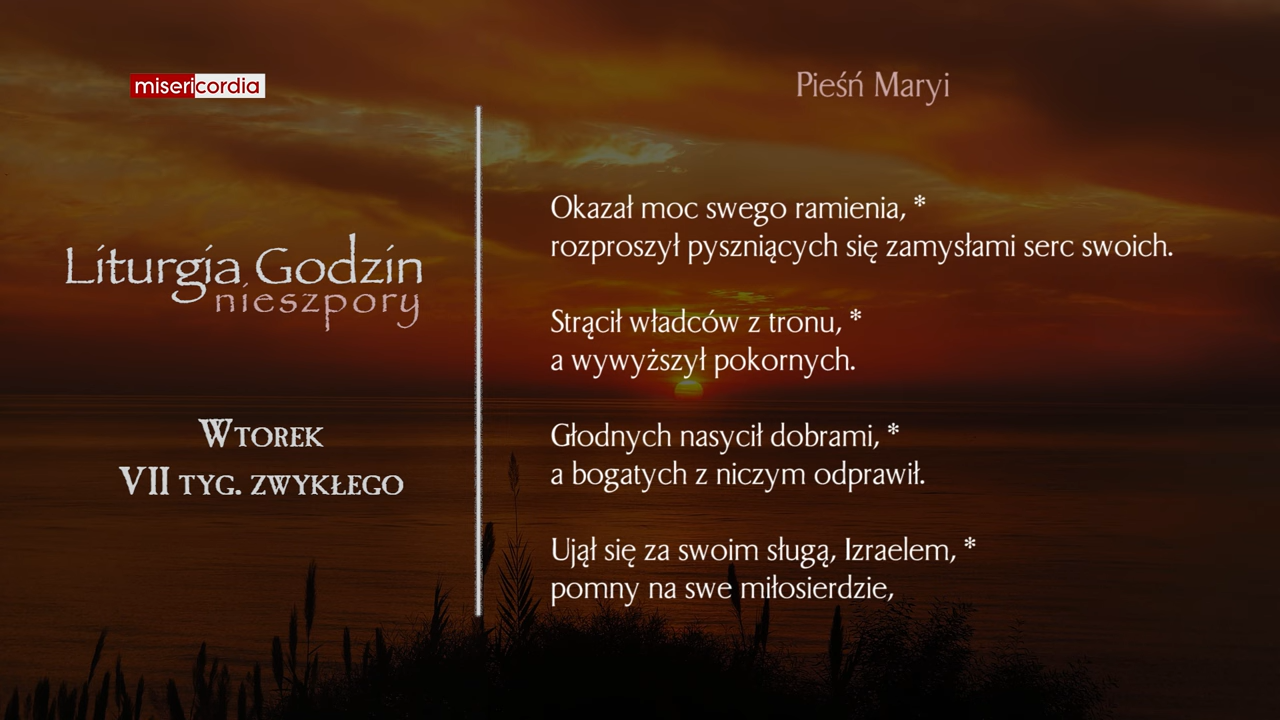 misericordia
Liturgia Godzin
nieszpory
Wtorek
VII tyg. zwykłego
Pieśń Maryi
Okazał moc swego ramienia, *
rozproszył pyszniących się zamysłami serc swoich.
Strącił władców z tronu, *
a wywyższył pokornych.
Głodnych nasycił dobrami, *
a bogatych z niczym odprawił.
Ujął się za swoim sługą, Izraelem, *
pomny na swe miłosierdzie,